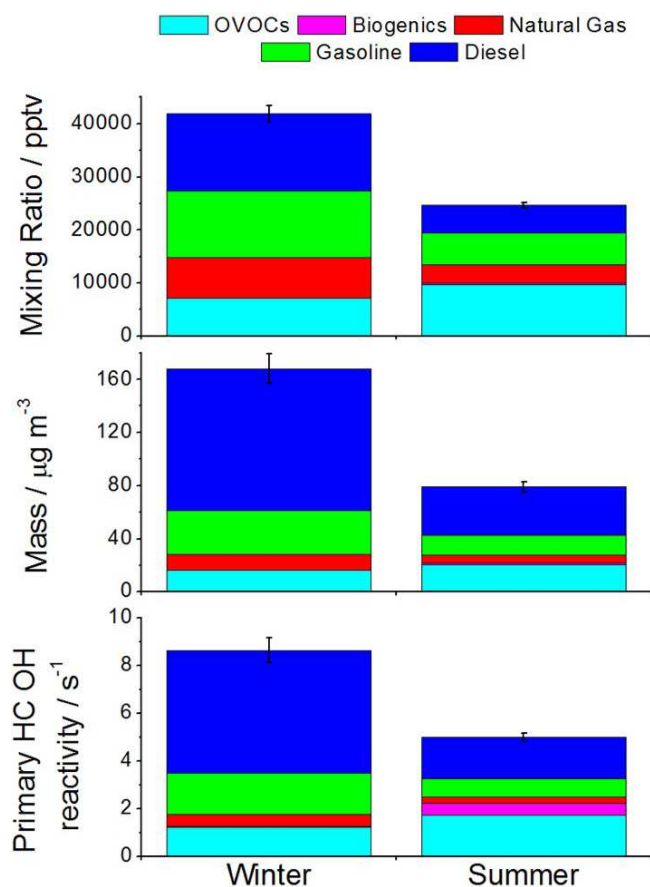 OVOCs Biogenics Natural Gas
Gasoline Diesel
Mixing Ratio / pptv
40000
30000
20000
10000
0
Mass / μg m⁻³
160
120
80
40
0
Primary HC OH
reactivity / s⁻¹
10
8
6
4
2
0
Winter Summer